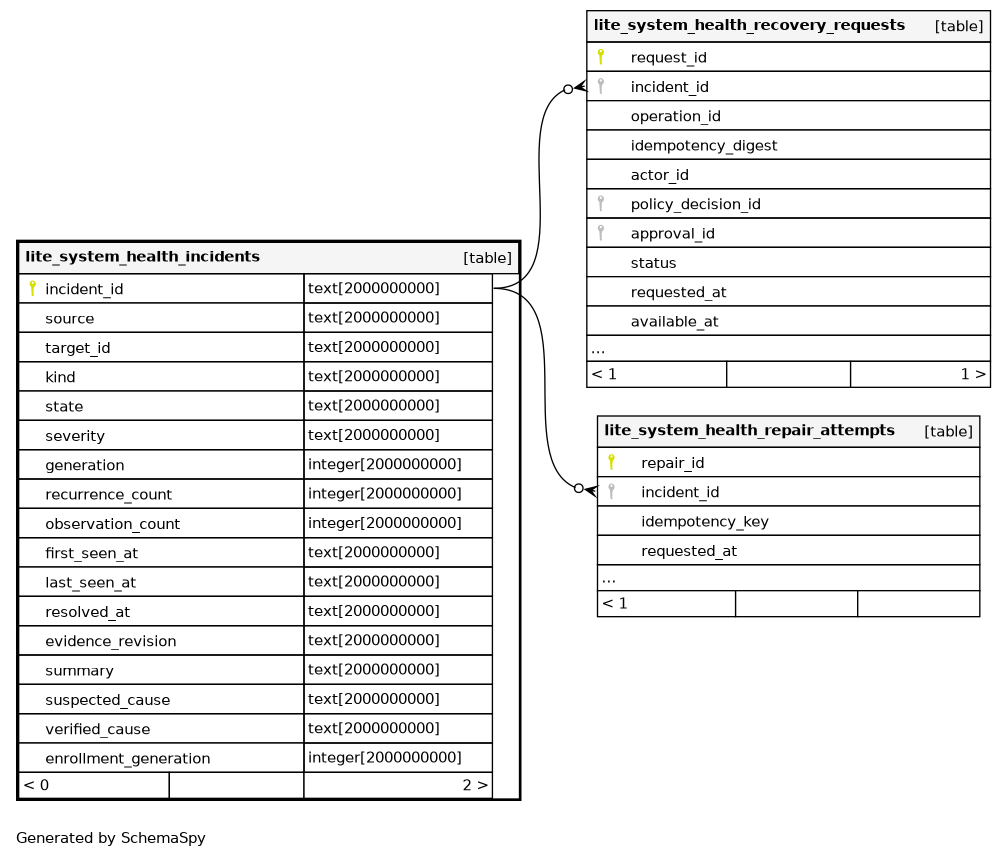 lite_system_health_recovery_requests [table]
request_id
incident_id
operation_id
idempotency_digest
actor_id
policy_decision_id
approval_id
status
requested_at
available_at
...
< 1 1 >
lite_system_health_incidents [table]
incident_id text[2000000000]
source text[2000000000]
target_id text[2000000000]
kind text[2000000000]
state text[2000000000]
severity text[2000000000]
generation integer[2000000000]
recurrence_count integer[2000000000]
observation_count integer[2000000000]
first_seen_at text[2000000000]
last_seen_at text[2000000000]
resolved_at text[2000000000]
evidence_revision text[2000000000]
summary text[2000000000]
suspected_cause text[2000000000]
verified_cause text[2000000000]
enrollment_generation integer[2000000000]
< 0 2 >
lite_system_health_repair_attempts [table]
repair_id
incident_id
idempotency_key
requested_at
...
< 1
Generated by SchemaSpy